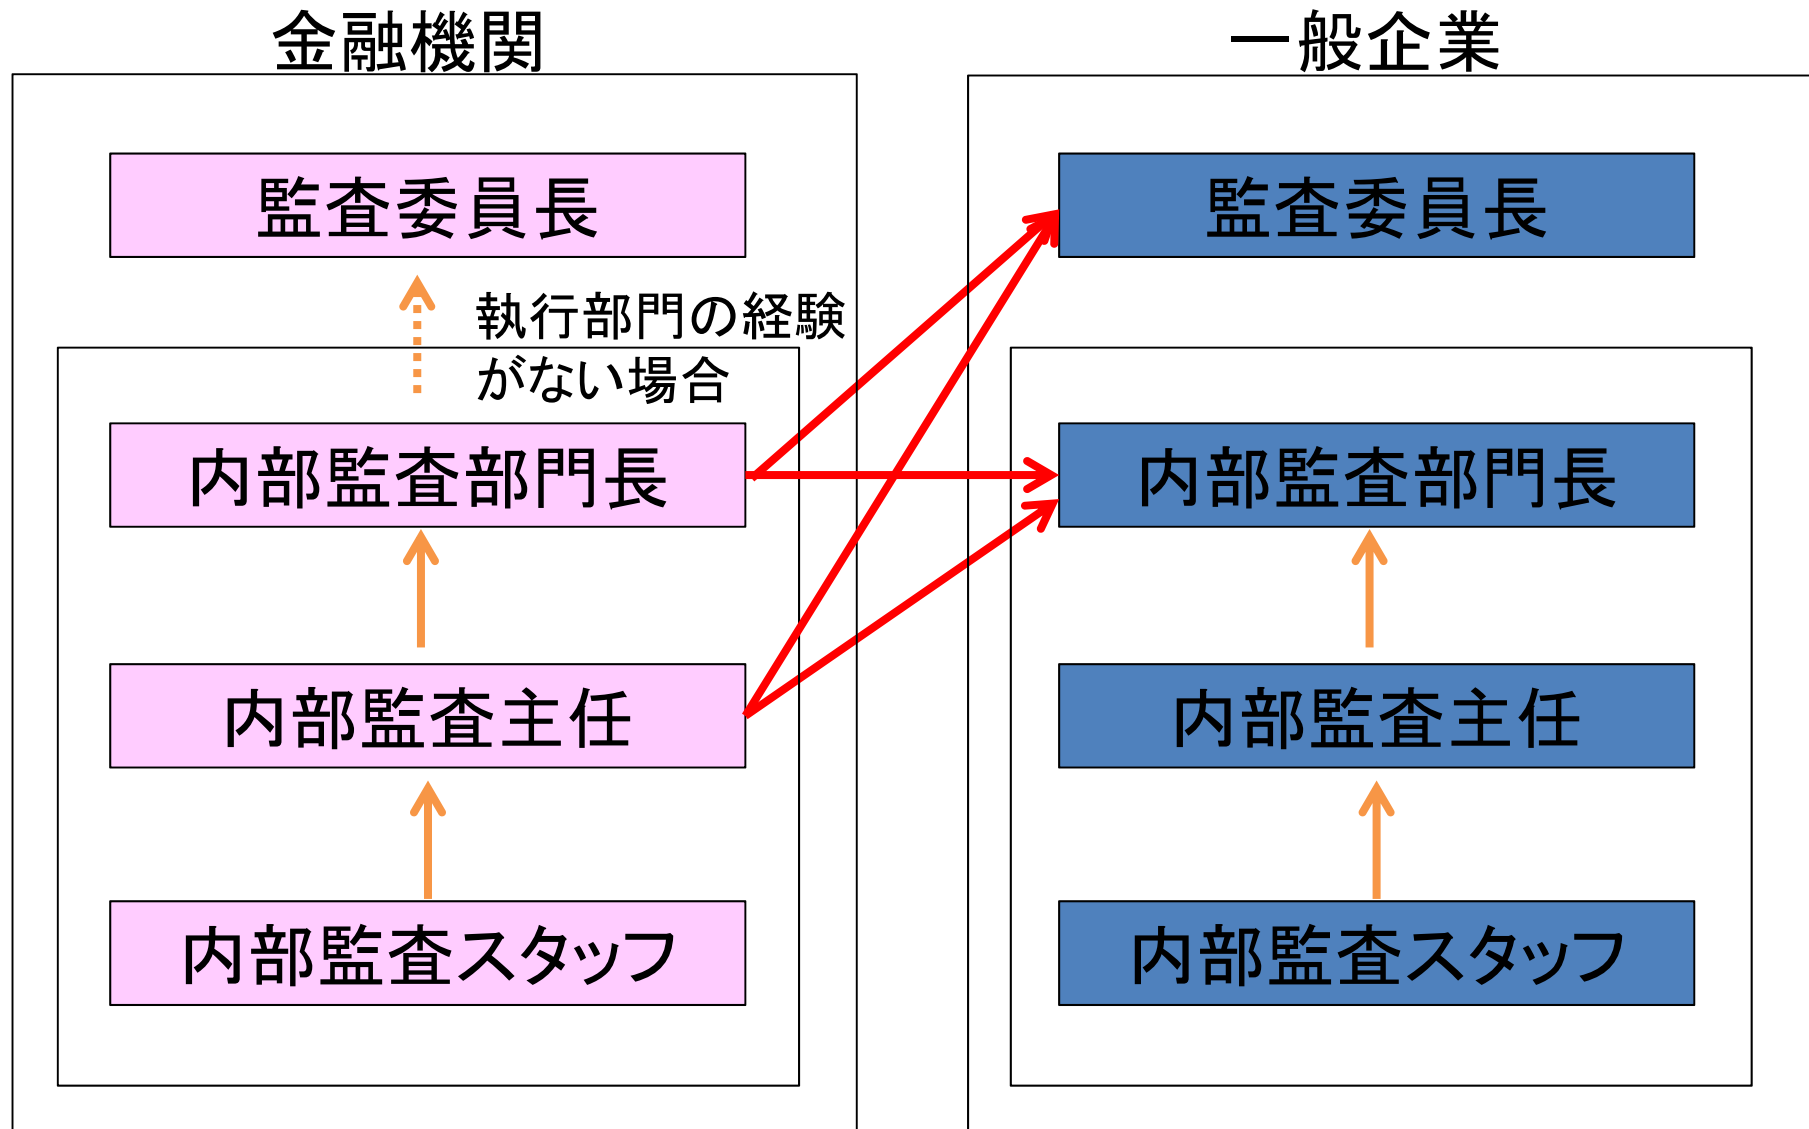 金融機関
監査委員長
執行部門の経験
がない場合
内部監査部門長
内部監査主任
内部監査スタッフ
一般企業
監査委員長
内部監査部門長
内部監査主任
内部監査スタッフ